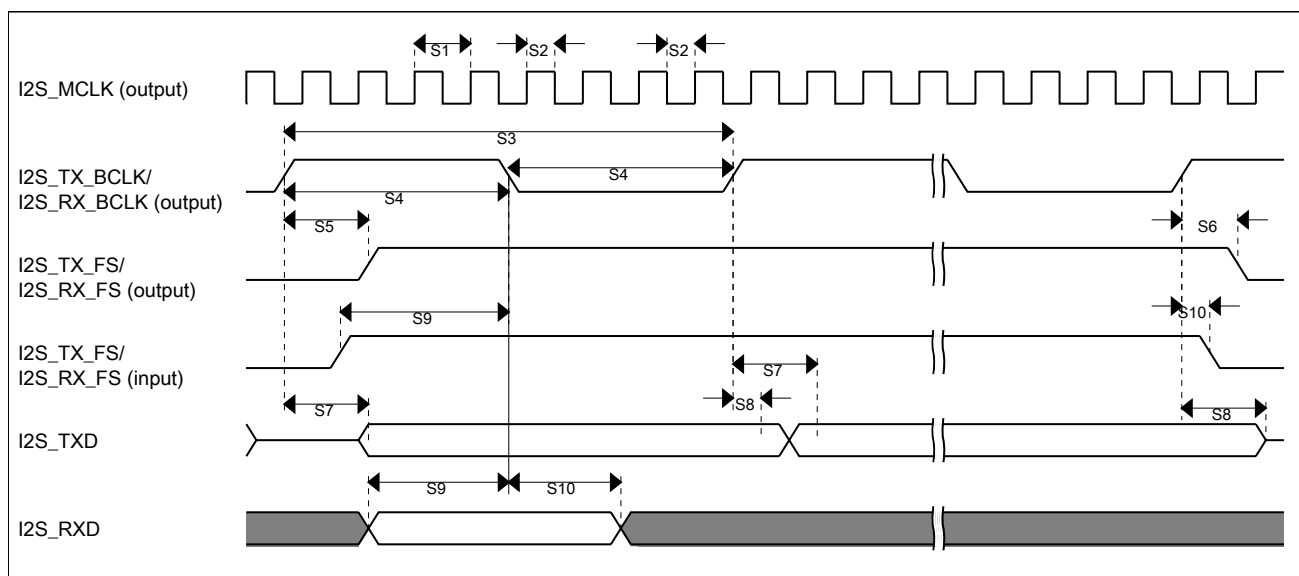 S1
S2
S2
I2S_MCLK (output)
S3
I2S_TX_BCLK/
I2S_RX_BCLK (output)
S4
S4
S5
S6
I2S_TX_FS/
I2S_RX_FS (output)
S9
S10
I2S_TX_FS/
I2S_RX_FS (input)
S7
S7
S8
S8
I2S_TXD
S9
S10
I2S_RXD